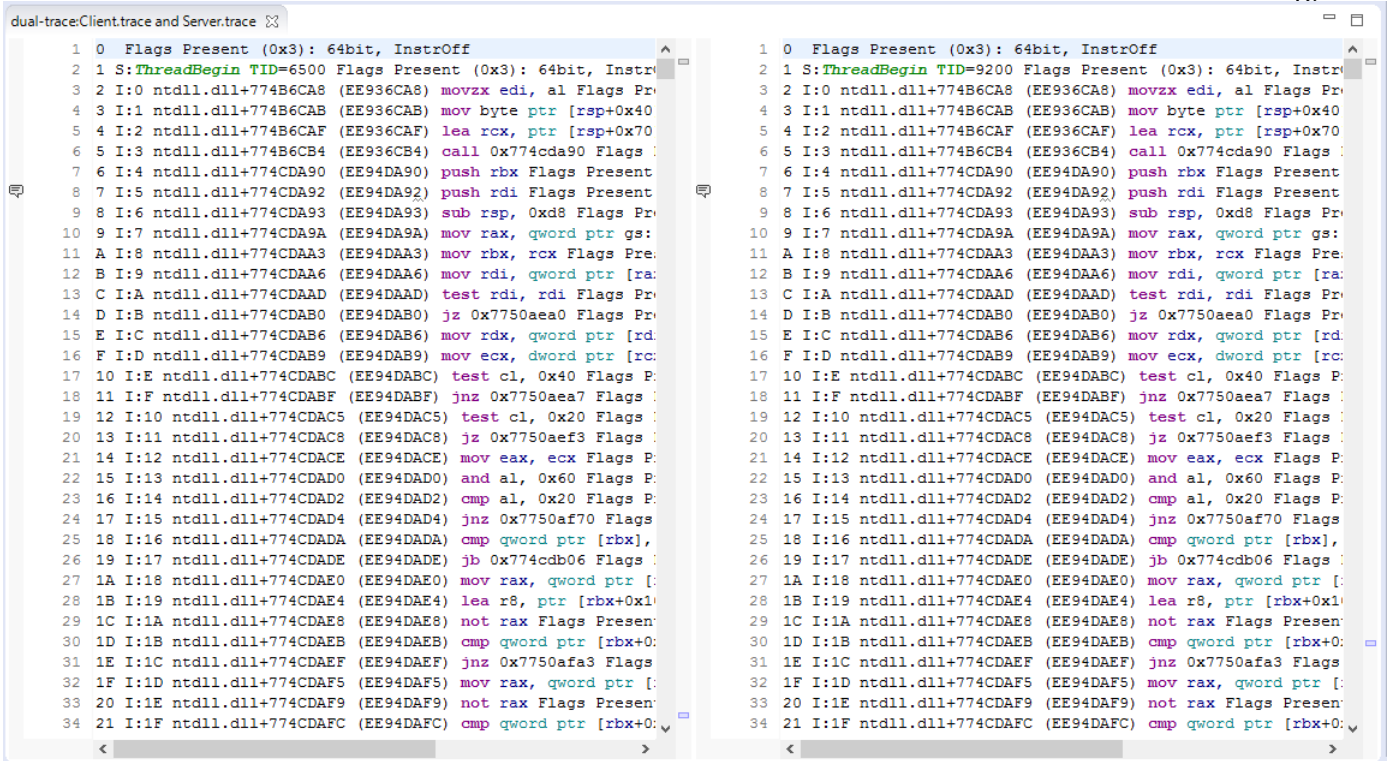 dual-trace:Client.trace and Server.trace
1 0 Flags Present (0x3): 64bit, InstrOff
2 1 S:ThreadBegin TID=6500 Flags Present (0x3): 64bit, Instr
3 2 I:0 ntdll.dll+774B6CA8 (EE936CA8) movzx edi, al Flags Pr
4 3 I:1 ntdll.dll+774B6CAB (EE936CAB) mov byte ptr [rsp+0x40
5 4 I:2 ntdll.dll+774B6CAF (EE936CAF) lea rcx, ptr [rsp+0x70
6 5 I:3 ntdll.dll+774B6CB4 (EE936CB4) call 0x774cda90 Flags
7 6 I:4 ntdll.dll+774CDA90 (EE94DA90) push rbx Flags Present
8 7 I:5 ntdll.dll+774CDA92 (EE94DA92) push rdi Flags Present
9 8 I:6 ntdll.dll+774CDA93 (EE94DA93) sub rsp, 0xd8 Flags Pr
10 9 I:7 ntdll.dll+774CDA9A (EE94DA9A) mov rax, qword ptr gs:
11 A I:8 ntdll.dll+774CDAA3 (EE94DAA3) mov rbx, rcx Flags Pre
12 B I:9 ntdll.dll+774CDAA6 (EE94DAA6) mov rdi, qword ptr [ra
13 C I:A ntdll.dll+774CDAAD (EE94DAAD) test rdi, rdi Flags Pr
14 D I:B ntdll.dll+774CDAB0 (EE94DAB0) jz 0x7750aea0 Flags Pr
15 E I:C ntdll.dll+774CDAB6 (EE94DAB6) mov rdx, qword ptr [rd
16 F I:D ntdll.dll+774CDAB9 (EE94DAB9) mov ecx, dword ptr [rc
17 10 I:E ntdll.dll+774CDABC (EE94DABC) test cl, 0x40 Flags P
18 11 I:F ntdll.dll+774CDABF (EE94DABF) jnz 0x7750aea7 Flags
19 12 I:10 ntdll.dll+774CDAC5 (EE94DAC5) test cl, 0x20 Flags
20 13 I:11 ntdll.dll+774CDAC8 (EE94DAC8) jz 0x7750aef3 Flags
21 14 I:12 ntdll.dll+774CDACE (EE94DACE) mov eax, ecx Flags P
22 15 I:13 ntdll.dll+774CDAD0 (EE94DAD0) and al, 0x60 Flags P
23 16 I:14 ntdll.dll+774CDAD2 (EE94DAD2) cmp al, 0x20 Flags P
24 17 I:15 ntdll.dll+774CDAD4 (EE94DAD4) jnz 0x7750af70 Flags
25 18 I:16 ntdll.dll+774CDADA (EE94DADA) cmp qword ptr [rbx],
26 19 I:17 ntdll.dll+774CDADE (EE94DADE) jb 0x774cdb06 Flags
27 1A I:18 ntdll.dll+774CDAE0 (EE94DAE0) mov rax, qword ptr [
28 1B I:19 ntdll.dll+774CDAE4 (EE94DAE4) lea r8, ptr [rbx+0x1
29 1C I:1A ntdll.dll+774CDAE8 (EE94DAE8) not rax Flags Presen
30 1D I:1B ntdll.dll+774CDAEB (EE94DAEB) cmp qword ptr [rbx+0
31 1E I:1C ntdll.dll+774CDAEF (EE94DAEF) jnz 0x7750afa3 Flags
32 1F I:1D ntdll.dll+774CDAF5 (EE94DAF5) mov rax, qword ptr [
33 20 I:1E ntdll.dll+774CDAF9 (EE94DAF9) not rax Flags Presen
34 21 I:1F ntdll.dll+774CDAFC (EE94DAFC) cmp qword ptr [rbx+0
1 0 Flags Present (0x3): 64bit, InstrOff
2 1 S:ThreadBegin TID=9200 Flags Present (0x3): 64bit, Instr
3 2 I:0 ntdll.dll+774B6CA8 (EE936CA8) movzx edi, al Flags Pr
4 3 I:1 ntdll.dll+774B6CAB (EE936CAB) mov byte ptr [rsp+0x40
5 4 I:2 ntdll.dll+774B6CAF (EE936CAF) lea rcx, ptr [rsp+0x70
6 5 I:3 ntdll.dll+774B6CB4 (EE936CB4) call 0x774cda90 Flags
7 6 I:4 ntdll.dll+774CDA90 (EE94DA90) push rbx Flags Present
8 7 I:5 ntdll.dll+774CDA92 (EE94DA92) push rdi Flags Present
9 8 I:6 ntdll.dll+774CDA93 (EE94DA93) sub rsp, 0xd8 Flags Pr
10 9 I:7 ntdll.dll+774CDA9A (EE94DA9A) mov rax, qword ptr gs:
11 A I:8 ntdll.dll+774CDAA3 (EE94DAA3) mov rbx, rcx Flags Pre
12 B I:9 ntdll.dll+774CDAA6 (EE94DAA6) mov rdi, qword ptr [ra
13 C I:A ntdll.dll+774CDAAD (EE94DAAD) test rdi, rdi Flags Pr
14 D I:B ntdll.dll+774CDAB0 (EE94DAB0) jz 0x7750aea0 Flags Pr
15 E I:C ntdll.dll+774CDAB6 (EE94DAB6) mov rdx, qword ptr [rd
16 F I:D ntdll.dll+774CDAB9 (EE94DAB9) mov ecx, dword ptr [rc
17 10 I:E ntdll.dll+774CDABC (EE94DABC) test cl, 0x40 Flags P
18 11 I:F ntdll.dll+774CDABF (EE94DABF) jnz 0x7750aea7 Flags
19 12 I:10 ntdll.dll+774CDAC5 (EE94DAC5) test cl, 0x20 Flags
20 13 I:11 ntdll.dll+774CDAC8 (EE94DAC8) jz 0x7750aef3 Flags
21 14 I:12 ntdll.dll+774CDACE (EE94DACE) mov eax, ecx Flags P
22 15 I:13 ntdll.dll+774CDAD0 (EE94DAD0) and al, 0x60 Flags P
23 16 I:14 ntdll.dll+774CDAD2 (EE94DAD2) cmp al, 0x20 Flags P
24 17 I:15 ntdll.dll+774CDAD4 (EE94DAD4) jnz 0x7750af70 Flags
25 18 I:16 ntdll.dll+774CDADA (EE94DADA) cmp qword ptr [rbx],
26 19 I:17 ntdll.dll+774CDADE (EE94DADE) jb 0x774cdb06 Flags
27 1A I:18 ntdll.dll+774CDAE0 (EE94DAE0) mov rax, qword ptr [
28 1B I:19 ntdll.dll+774CDAE4 (EE94DAE4) lea r8, ptr [rbx+0x1
29 1C I:1A ntdll.dll+774CDAE8 (EE94DAE8) not rax Flags Presen
30 1D I:1B ntdll.dll+774CDAEB (EE94DAEB) cmp qword ptr [rbx+0
31 1E I:1C ntdll.dll+774CDAEF (EE94DAEF) jnz 0x7750afa3 Flags
32 1F I:1D ntdll.dll+774CDAF5 (EE94DAF5) mov rax, qword ptr [
33 20 I:1E ntdll.dll+774CDAF9 (EE94DAF9) not rax Flags Presen
34 21 I:1F ntdll.dll+774CDAFC (EE94DAFC) cmp qword ptr [rbx+0